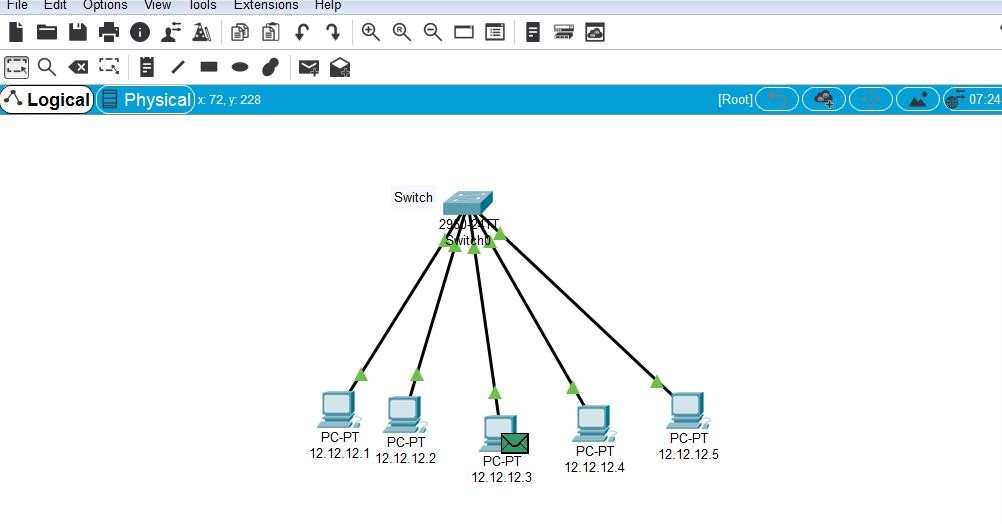 File Edit Options View Tools Extensions Help
Logical Physical x: 72, y: 228 [Root] 07:24
Switch
2950-24TT
Switch0
PC-PT
12.12.12.1
PC-PT
12.12.12.2
PC-PT
12.12.12.3
PC-PT
12.12.12.4
PC-PT
12.12.12.5